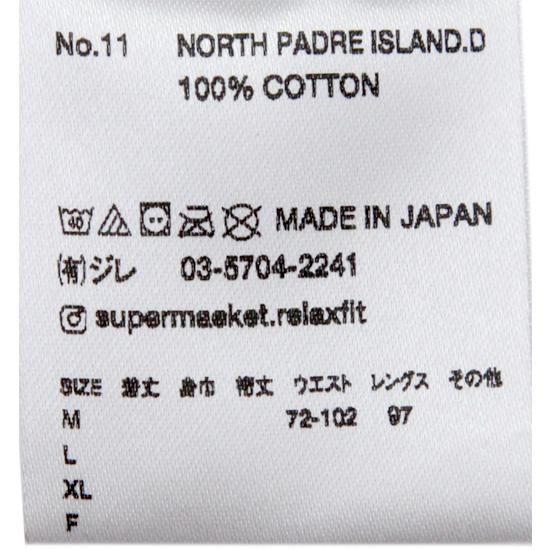 No.11 NORTH PADRE ISLAND.D
100% COTTON
40 MADE IN JAPAN
(有)ジレ 03-5704-2241
supermaeket.relaxfit
SIZE 着丈 身巾 裄丈 ウエスト レングス その他
M 72-102 97
L
XL
F